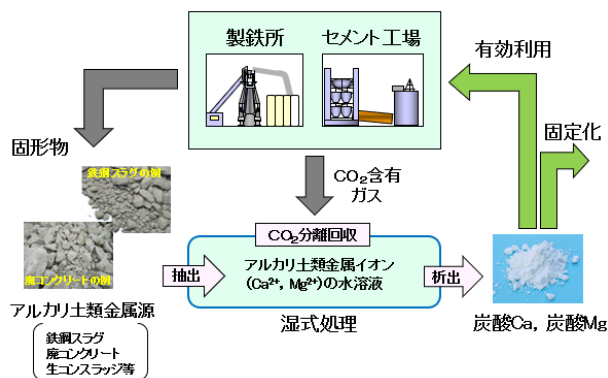 製鉄所
セメント工場
有効利用
固形物
固定化
CO₂含有
ガス
鉄鋼スラグの例
廃コンクリートの例
CO₂分離回収
抽出
アルカリ土類金属イオン
(Ca²⁺, Mg²⁺)の水溶液
析出
湿式処理
アルカリ土類金属源
鉄鋼スラグ
廃コンクリート
生コンスラッジ等
炭酸Ca, 炭酸Mg